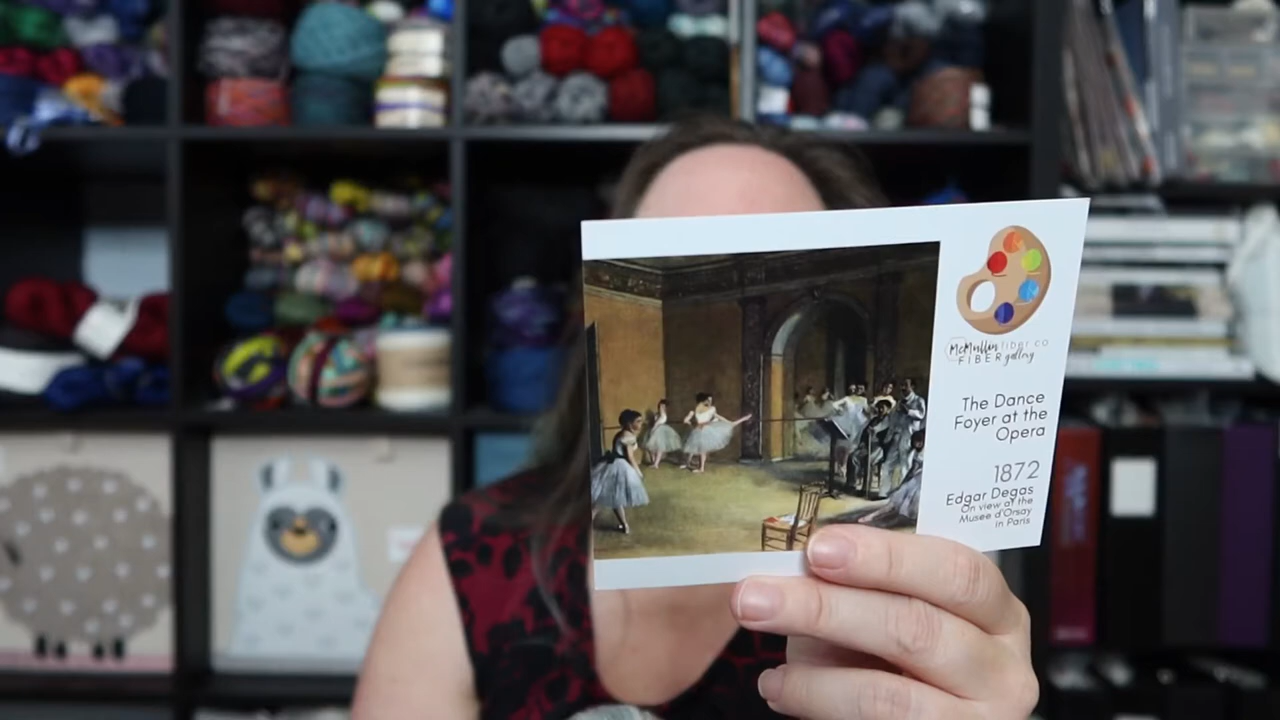 McMullin fiber co
FIBER gallery
The Dance
Foyer at the
Opera
1872
Edgar Degas
On view at the
Musee d'Orsay
in Paris